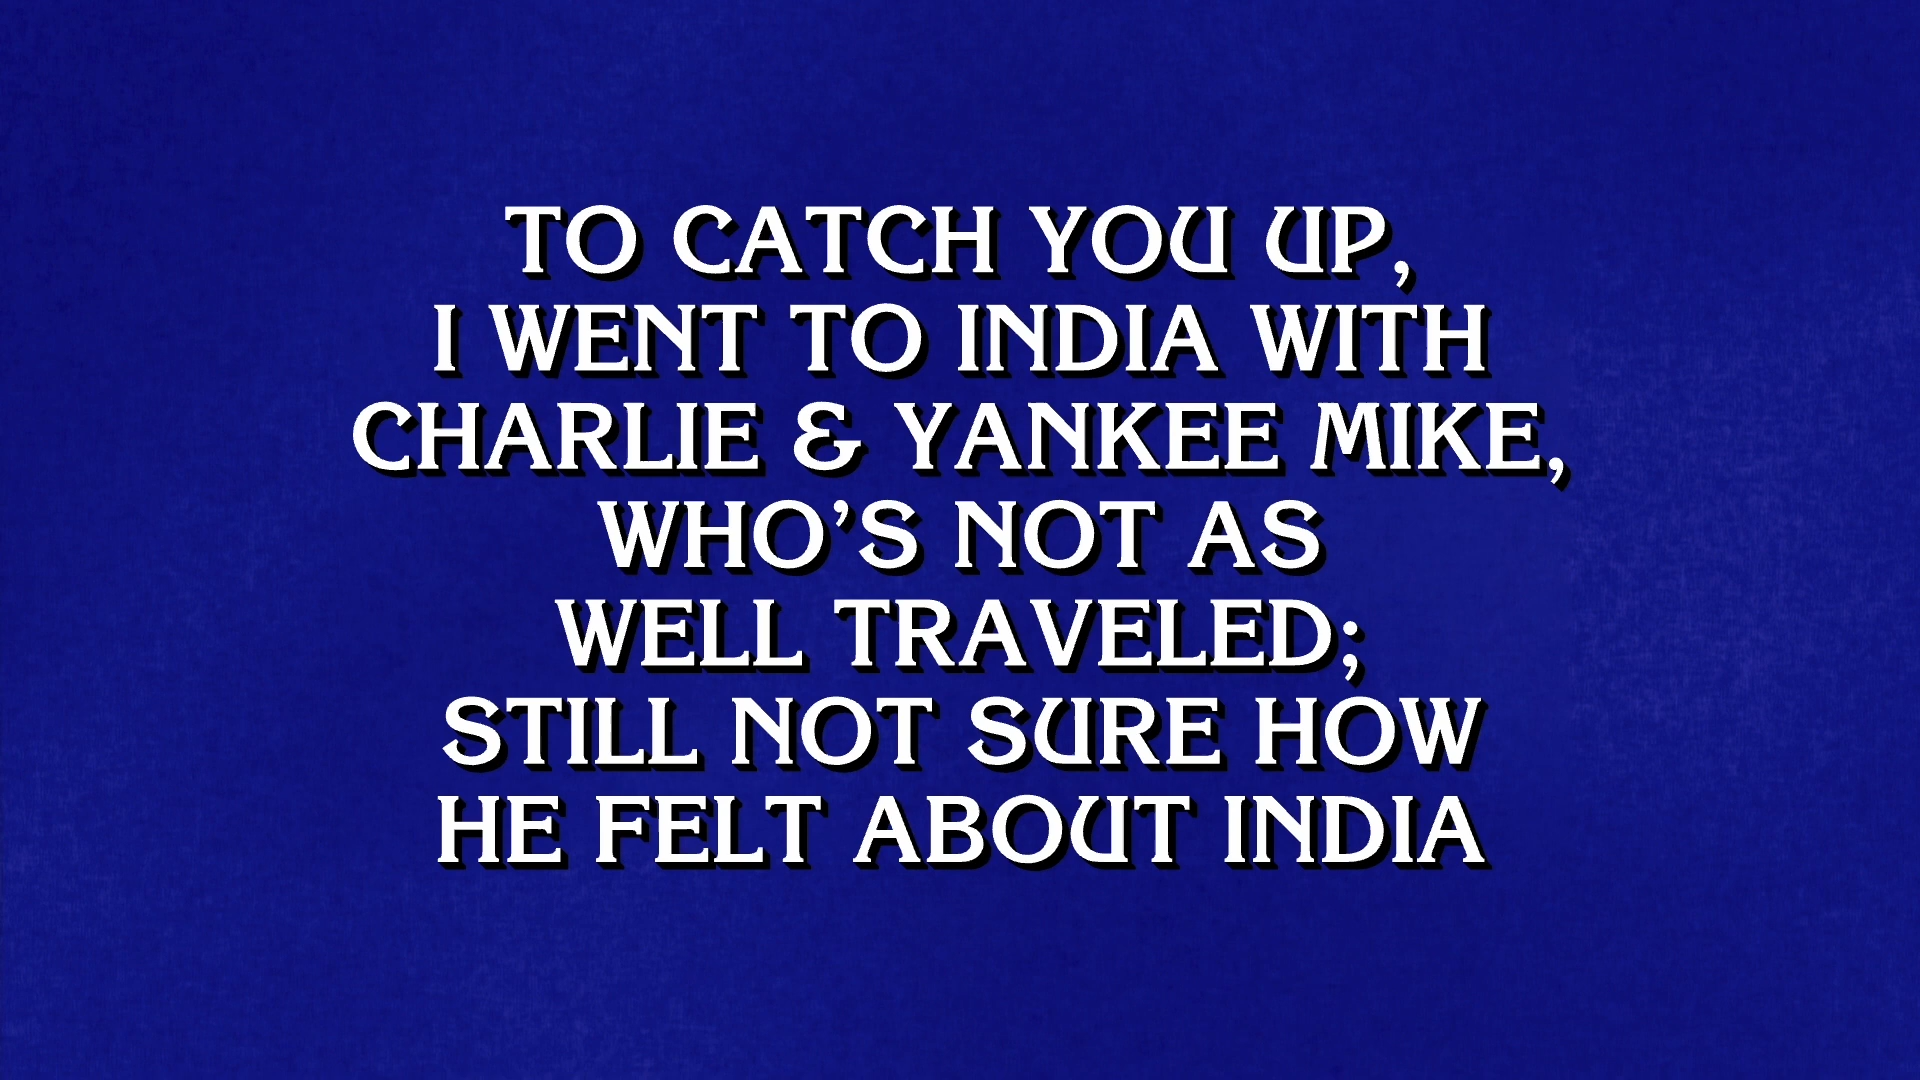 TO CATCH YOU UP,
I WENT TO INDIA WITH
CHARLIE & YANKEE MIKE,
WHO'S NOT AS
WELL TRAVELED;
STILL NOT SURE HOW
HE FELT ABOUT INDIA